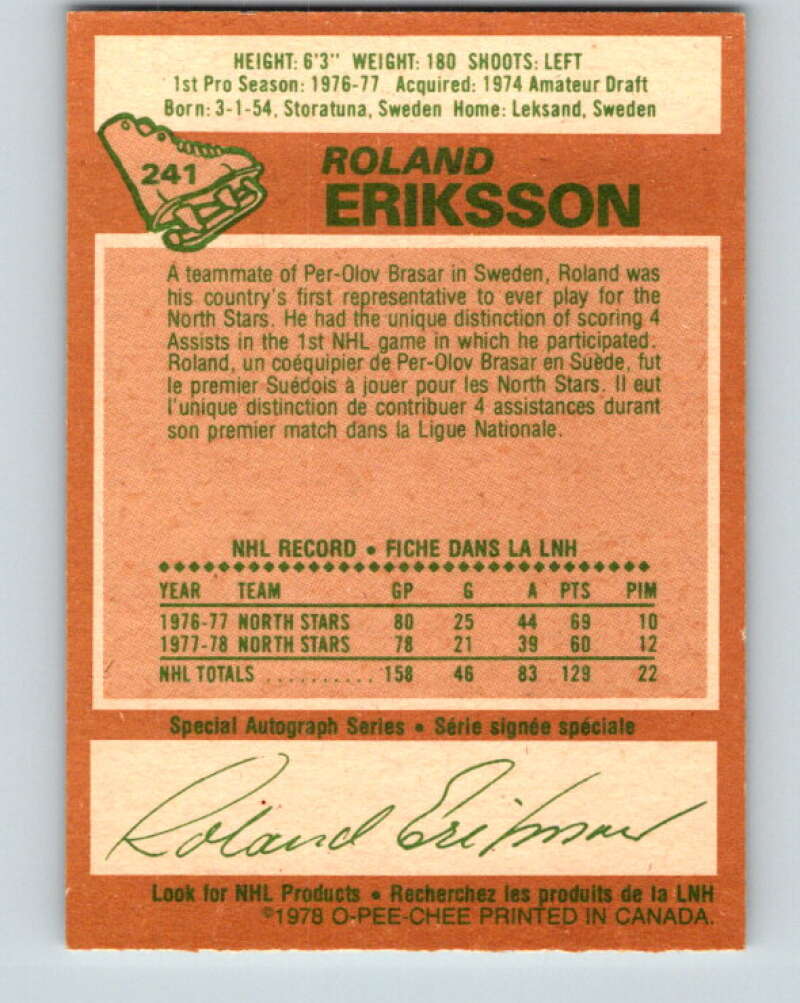 HEIGHT: 6'3" WEIGHT: 180 SHOOTS: LEFT
1st Pro Season: 1976-77 Acquired: 1974 Amateur Draft
Born: 3-1-54, Storatuna, Sweden Home: Leksand, Sweden
241
ROLAND
ERIKSSON
A teammate of Per-Olov Brasar in Sweden, Roland was
his country's first representative to ever play for the
North Stars. He had the unique distinction of scoring 4
Assists in the 1st NHL game in which he participated.
Roland, un coéquipier de Per-Olov Brasar en Suède, fut
le premier Suédois à jouer pour les North Stars. Il eut
l'unique distinction de contribuer 4 assistances durant
son premier match dans la Ligue Nationale.
NHL RECORD • FICHE DANS LA LNH
YEAR TEAM GP G A PTS PIM
1976-77 NORTH STARS 80 25 44 69 10
1977-78 NORTH STARS 78 21 39 60 12
NHL TOTALS .......... 158 46 83 129 22
Special Autograph Series • Série signée spéciale
Roland Eriksson
Look for NHL Products • Recherchez les produits de la LNH
©1978 O-PEE-CHEE PRINTED IN CANADA.